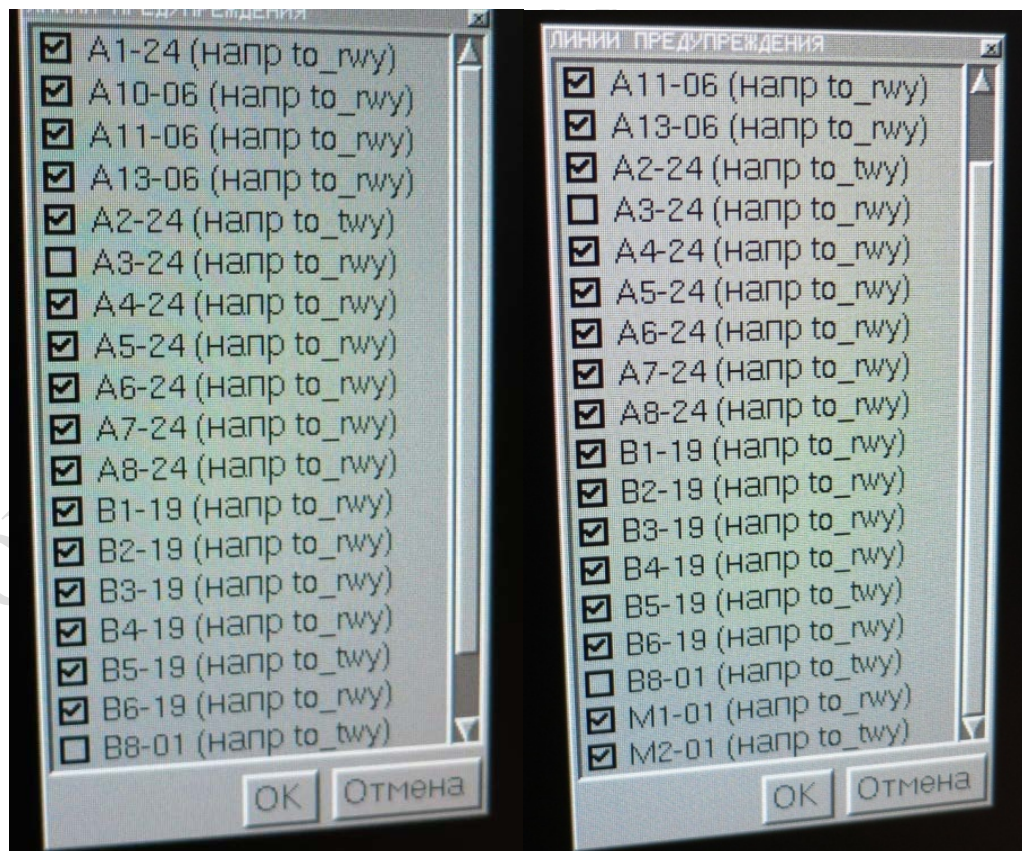 ЛИНИИ ПРЕДУПРЕЖДЕНИЯ
A1-24 (напр to_rwy)
A10-06 (напр to_rwy)
A11-06 (напр to_rwy)
A13-06 (напр to_rwy)
A2-24 (напр to_twy)
A3-24 (напр to_rwy)
A4-24 (напр to_rwy)
A5-24 (напр to_rwy)
A6-24 (напр to_rwy)
A7-24 (напр to_rwy)
A8-24 (напр to_rwy)
B1-19 (напр to_rwy)
B2-19 (напр to_rwy)
B3-19 (напр to_rwy)
B4-19 (напр to_rwy)
B5-19 (напр to_twy)
B6-19 (напр to_rwy)
B8-01 (напр to_twy)
OK Отмена
ЛИНИИ ПРЕДУПРЕЖДЕНИЯ
A11-06 (напр to_rwy)
A13-06 (напр to_rwy)
A2-24 (напр to_twy)
A3-24 (напр to_rwy)
A4-24 (напр to_rwy)
A5-24 (напр to_rwy)
A6-24 (напр to_rwy)
A7-24 (напр to_rwy)
A8-24 (напр to_rwy)
B1-19 (напр to_rwy)
B2-19 (напр to_rwy)
B3-19 (напр to_rwy)
B4-19 (напр to_rwy)
B5-19 (напр to_twy)
B6-19 (напр to_rwy)
B8-01 (напр to_twy)
M1-01 (напр to_rwy)
M2-01 (напр to_twy)
OK Отмена